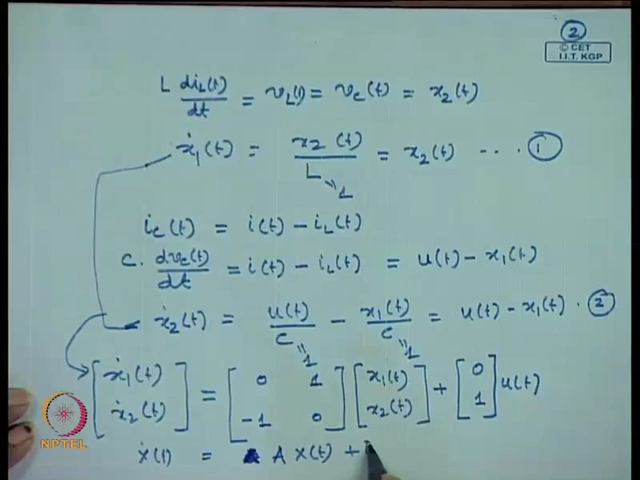 2
© CET
I.I.T. KGP
L di_L(t)/dt = v_L(t) = v_c(t) = x_2(t)
ẋ_1(t) = x_2(t)/L = x_2(t) ... ①
1
i_c(t) = i(t) - i_L(t)
C. dv_c(t)/dt = i(t) - i_L(t) = u(t) - x_1(t)
ẋ_2(t) = u(t)/C - x_1(t)/C = u(t) - x_1(t) . ②
1 1
[ẋ_1(t) ẋ_2(t)] = [0 1 -1 0] [x_1(t) x_2(t)] + [0 1] u(t)
Ẋ(t) = A X(t) +
NPTEL